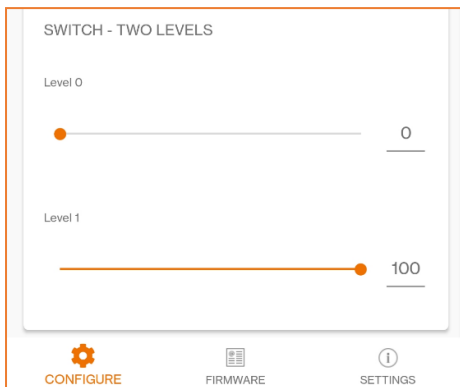 SWITCH - TWO LEVELS
Level 0
0
Level 1
100
CONFIGURE FIRMWARE SETTINGS